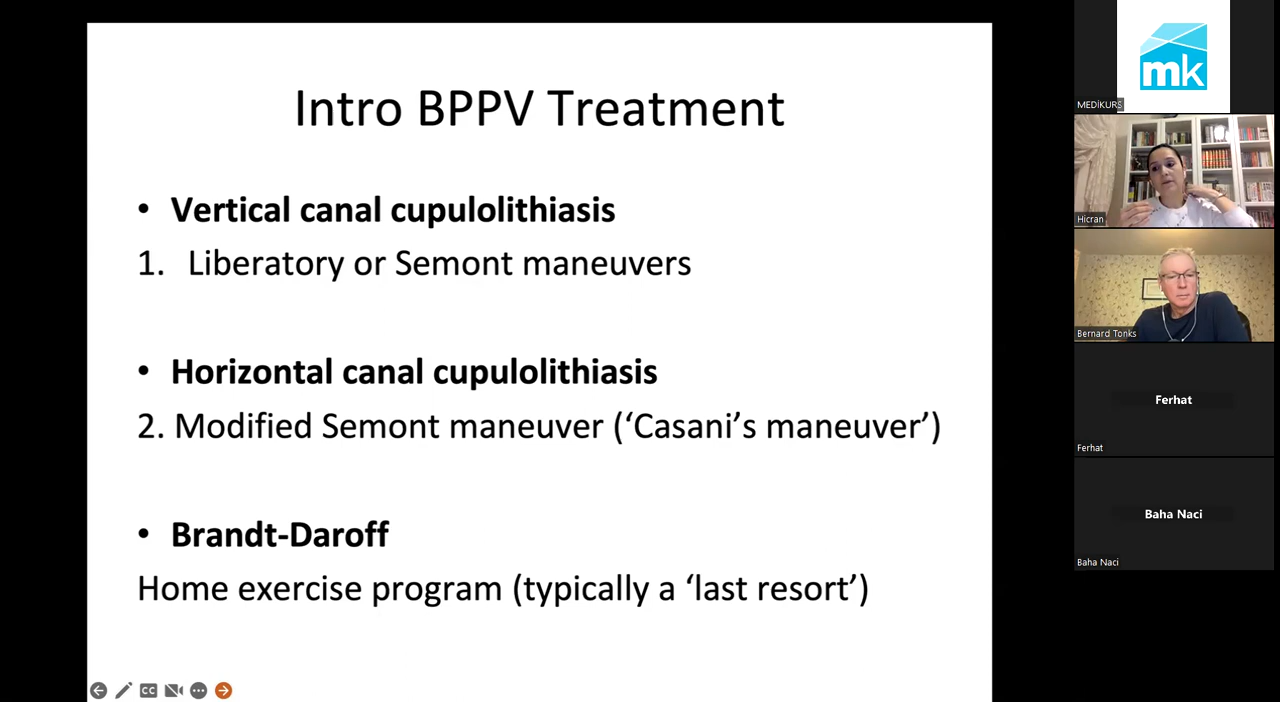 Intro BPPV Treatment
• Vertical canal cupulolithiasis
1. Liberatory or Semont maneuvers
• Horizontal canal cupulolithiasis
2. Modified Semont maneuver (‘Casani’s maneuver’)
• Brandt-Daroff
Home exercise program (typically a ‘last resort’)
CC
mk
MEDİKURS
Hicran
Bernard Tonks
Ferhat
Ferhat
Baha Naci
Baha Naci